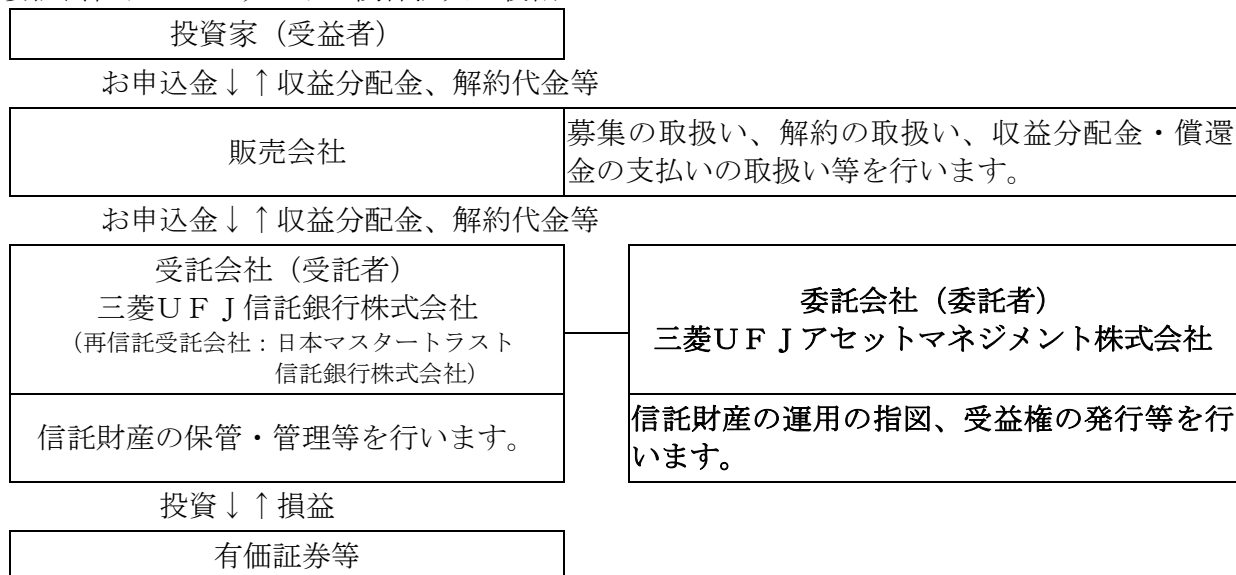 投資家（受益者）
お申込金↓↑収益分配金、解約代金等
販売会社
募集の取扱い、解約の取扱い、収益分配金・償還
金の支払いの取扱い等を行います。
お申込金↓↑収益分配金、解約代金等
受託会社（受託者）
三菱ＵＦＪ信託銀行株式会社
（再信託受託会社：日本マスタートラスト
信託銀行株式会社）
委託会社（委託者）
三菱ＵＦＪアセットマネジメント株式会社
信託財産の保管・管理等を行います。
信託財産の運用の指図、受益権の発行等を行
います。
投資↓↑損益
有価証券等